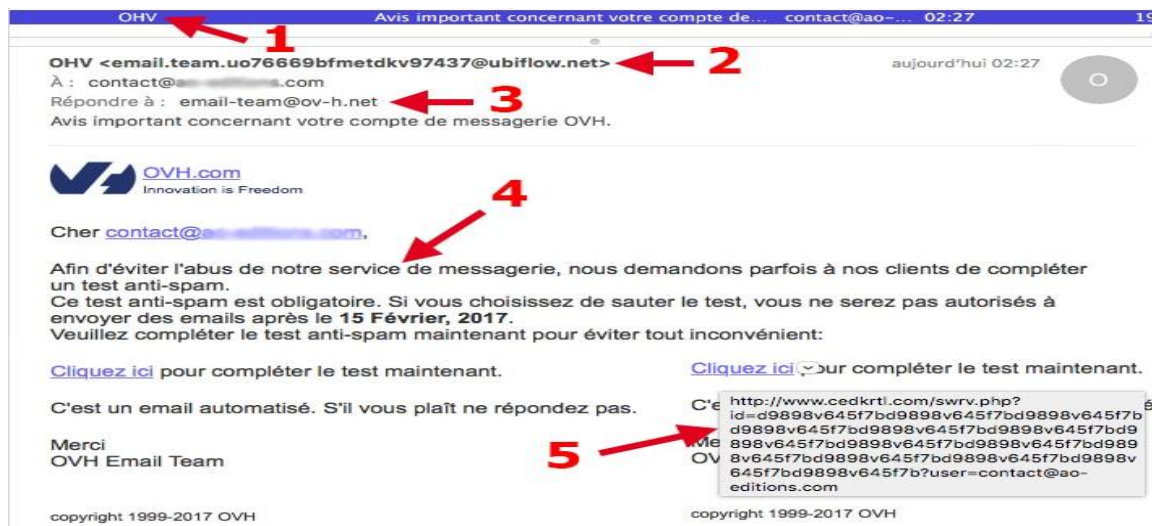 OHV Avis important concernant votre compte de... contact@ao-... 02:27 19
1
OHV <email.team.uo76669bfmetdkv97437@ubiflow.net> 2 aujourd'hui 02:27
O
À : contact@ .com
Répondre à : email-team@ov-h.net 3
Avis important concernant votre compte de messagerie OVH.
OVH.com
Innovation is Freedom
4
Cher contact@ ,
Afin d'éviter l'abus de notre service de messagerie, nous demandons parfois à nos clients de compléter
un test anti-spam.
Ce test anti-spam est obligatoire. Si vous choisissez de sauter le test, vous ne serez pas autorisés à
envoyer des emails après le 15 Février, 2017.
Veuillez compléter le test anti-spam maintenant pour éviter tout inconvénient:
Cliquez ici pour compléter le test maintenant.
C'est un email automatisé. S'il vous plaît ne répondez pas.
Merci
OVH Email Team
copyright 1999-2017 OVH
Cliquez ici pour compléter le test maintenant.
5
http://www.cedkrtl.com/swrv.php?
id=d9898v645f7bd9898v645f7bd9898v645f7b
d9898v645f7bd9898v645f7bd9898v645f7bd9
898v645f7bd9898v645f7bd9898v645f7bd989
8v645f7bd9898v645f7bd9898v645f7bd9898v
645f7bd9898v645f7b?user=contact@ao-
editions.com
copyright 1999-2017 OVH